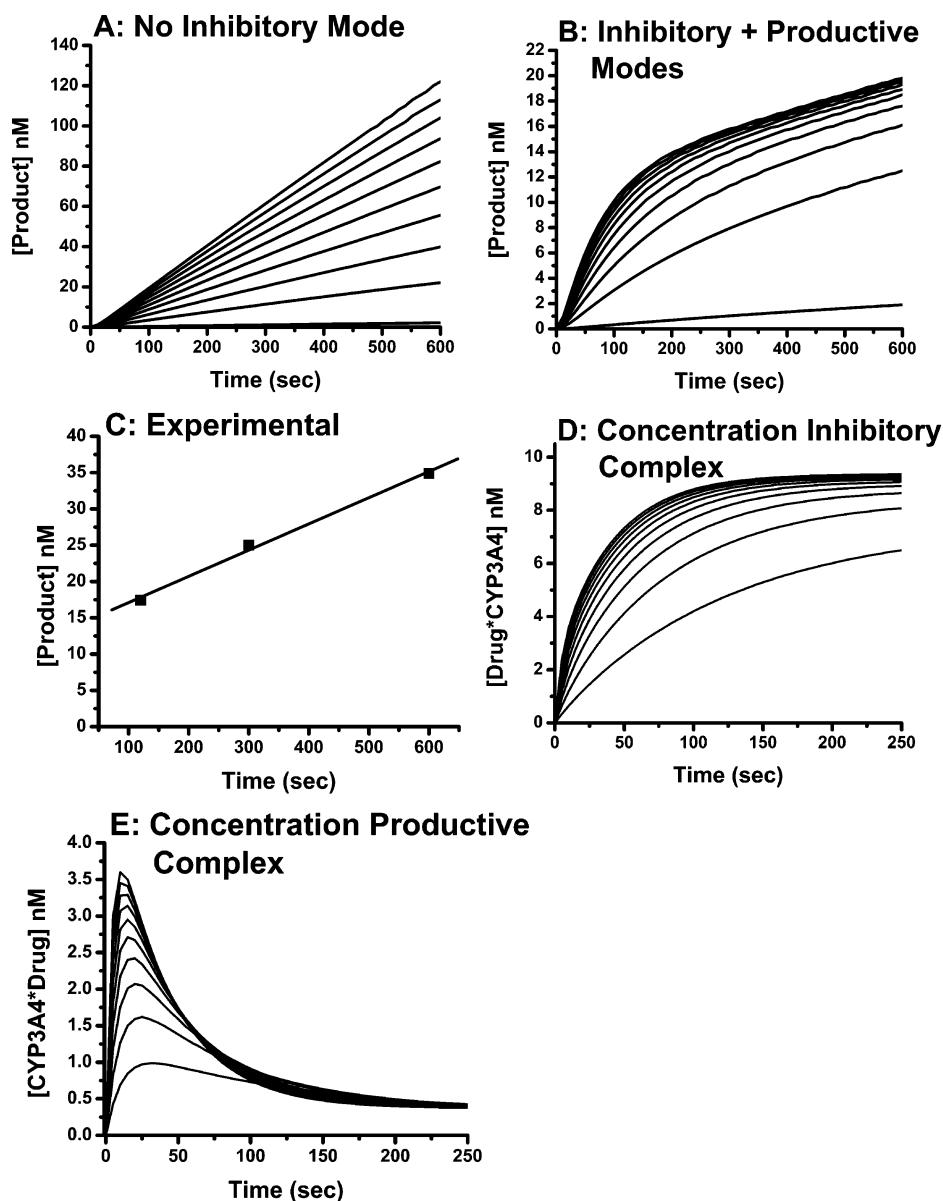 A: No Inhibitory Mode
[Product] nM
140
120
100
80
60
40
20
0
0 100 200 300 400 500 600
Time (sec)
B: Inhibitory + Productive
Modes
[Product] nM
22
20
18
16
14
12
10
8
6
4
2
0
0 100 200 300 400 500 600
Time (sec)
C: Experimental
[Product] nM
40
35
30
25
20
15
10
5
0
100 200 300 400 500 600
Time (sec)
D: Concentration Inhibitory
Complex
[Drug*CYP3A4] nM
10
8
6
4
2
0
0 50 100 150 200 250
Time (sec)
E: Concentration Productive
Complex
[CYP3A4*Drug] nM
4.0
3.5
3.0
2.5
2.0
1.5
1.0
0.5
0.0
0 50 100 150 200 250
Time (sec)